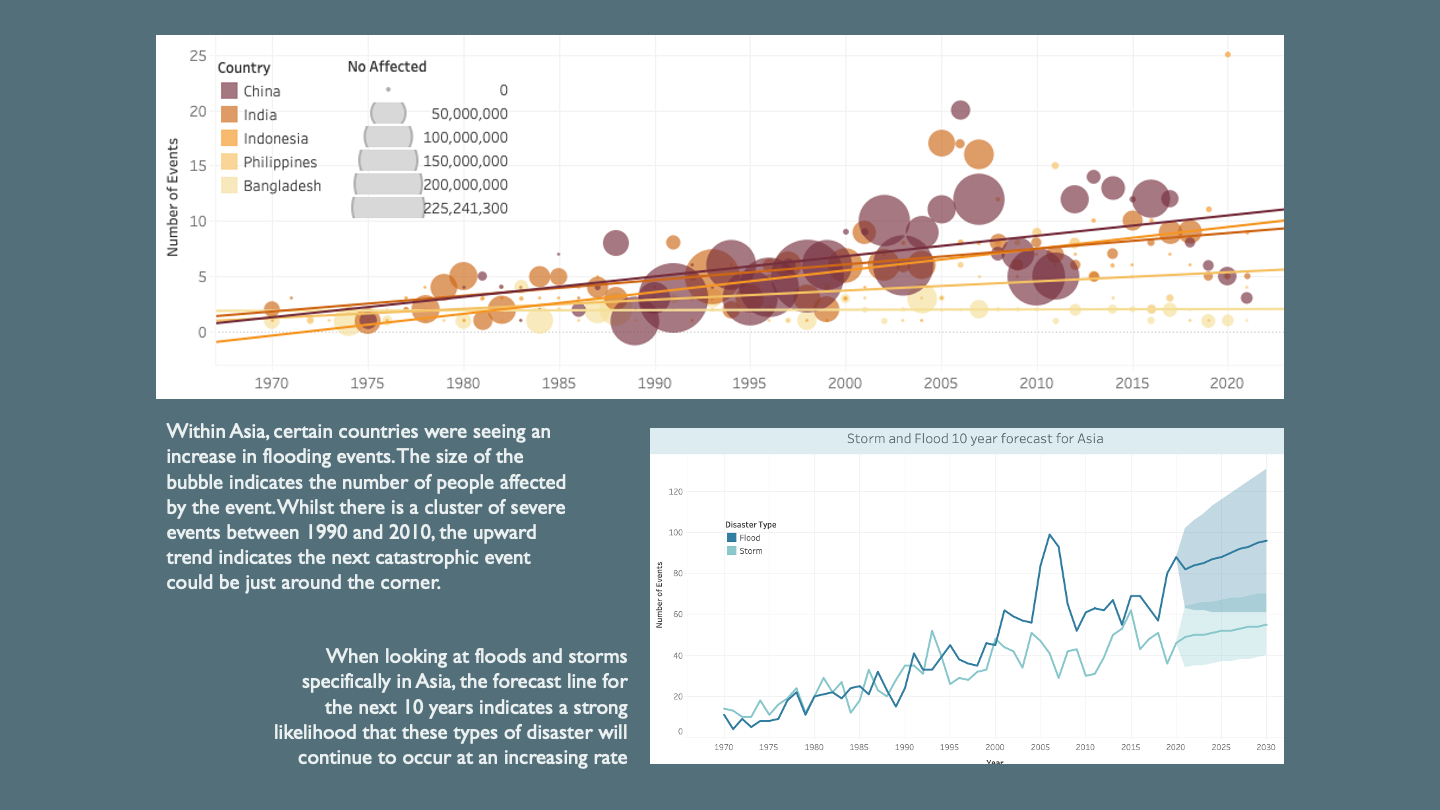 25
20
15
10
5
0
Number of Events
Country
China
India
Indonesia
Philippines
Bangladesh
No Affected
0
50,000,000
100,000,000
150,000,000
200,000,000
225,241,300
1970 1975 1980 1985 1990 1995 2000 2005 2010 2015 2020
Within Asia, certain countries were seeing an
increase in flooding events. The size of the
bubble indicates the number of people affected
by the event. Whilst there is a cluster of severe
events between 1990 and 2010, the upward
trend indicates the next catastrophic event
could be just around the corner.
When looking at floods and storms
specifically in Asia, the forecast line for
the next 10 years indicates a strong
likelihood that these types of disaster will
continue to occur at an increasing rate
Storm and Flood 10 year forecast for Asia
120
100
80
60
40
20
0
Number of Events
Disaster Type
Flood
Storm
1970 1975 1980 1985 1990 1995 2000 2005 2010 2015 2020 2025 2030
Year